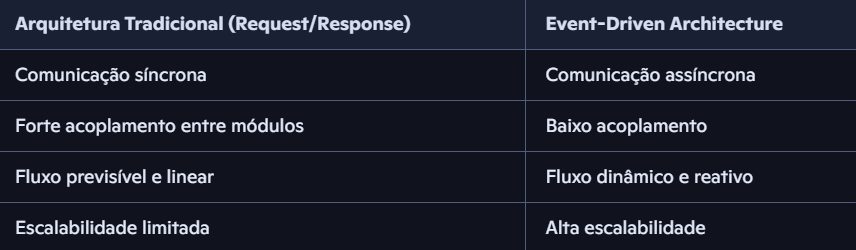 Arquitetura Tradicional (Request/Response) Event-Driven Architecture
Comunicação síncrona Comunicação assíncrona
Forte acoplamento entre módulos Baixo acoplamento
Fluxo previsível e linear Fluxo dinâmico e reativo
Escalabilidade limitada Alta escalabilidade